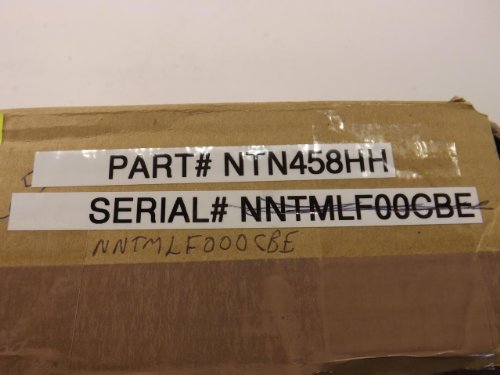 PART# NTN458HH
SERIAL# NNTMLF00CBE
NNTMLF000CBE